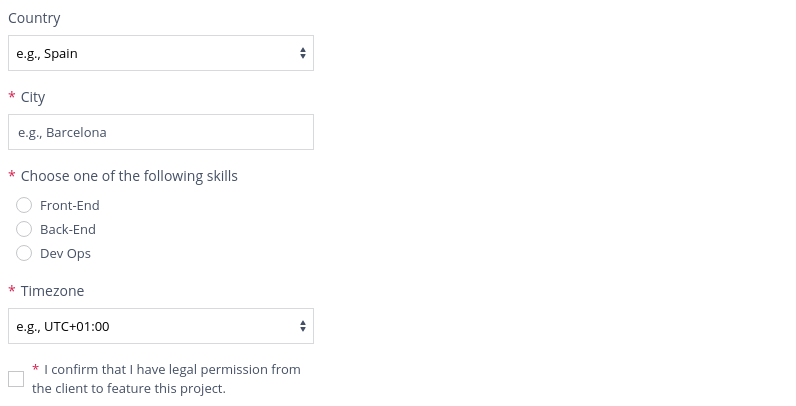 Country
e.g., Spain
* City
e.g., Barcelona
* Choose one of the following skills
Front-End
Back-End
Dev Ops
* Timezone
e.g., UTC+01:00
* I confirm that I have legal permission from
the client to feature this project.